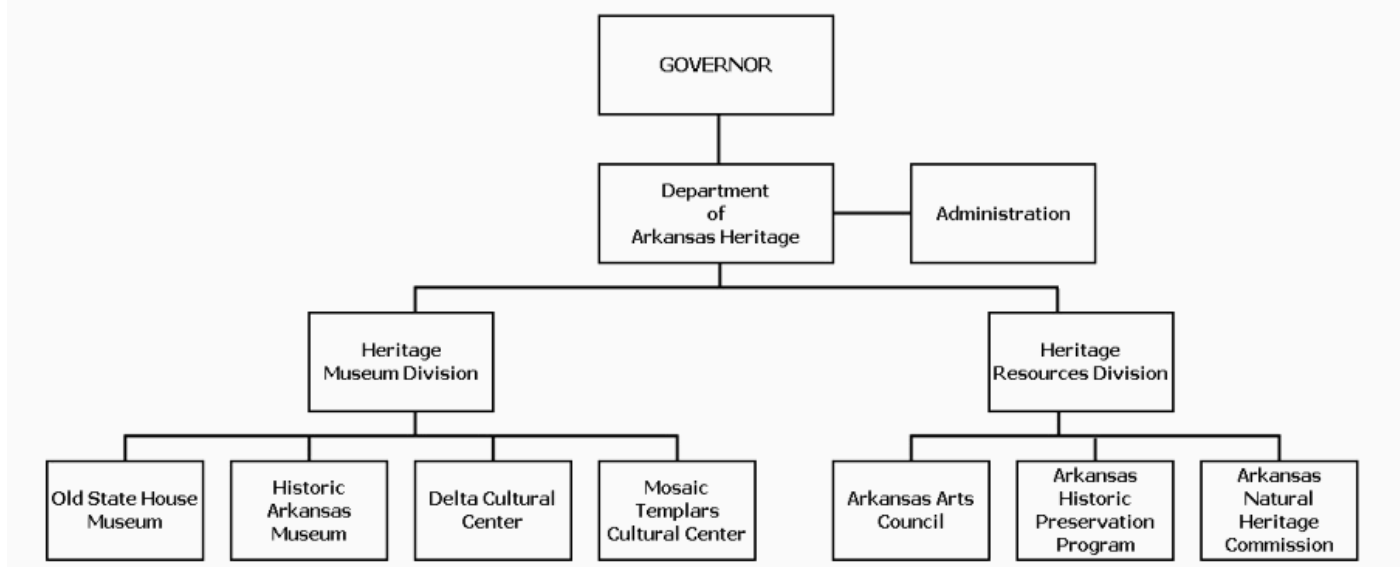 GOVERNOR
Department
of
Arkansas Heritage
Administration
Heritage
Museum Division
Heritage
Resources Division
Old State House
Museum
Historic
Arkansas
Museum
Delta Cultural
Center
Mosaic
Templars
Cultural Center
Arkansas Arts
Council
Arkansas
Historic
Preservation
Program
Arkansas
Natural
Heritage
Commission